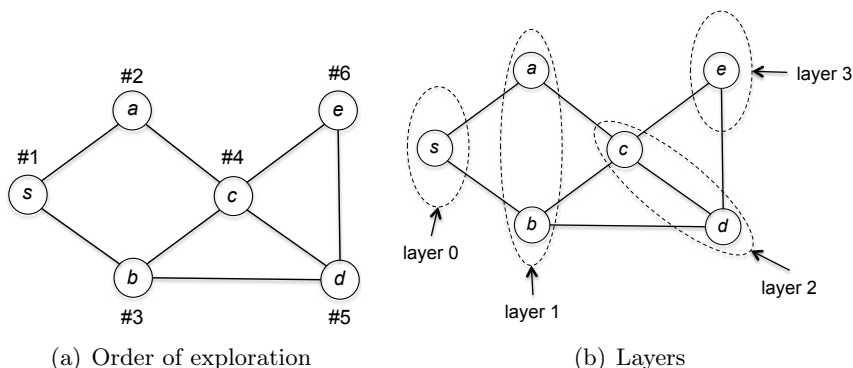 #2
#6
a
e
#1
#4
s
c
b
d
#3
#5
(a) Order of exploration
a
e
layer 3
s
c
b
d
layer 0
layer 2
layer 1
(b) Layers